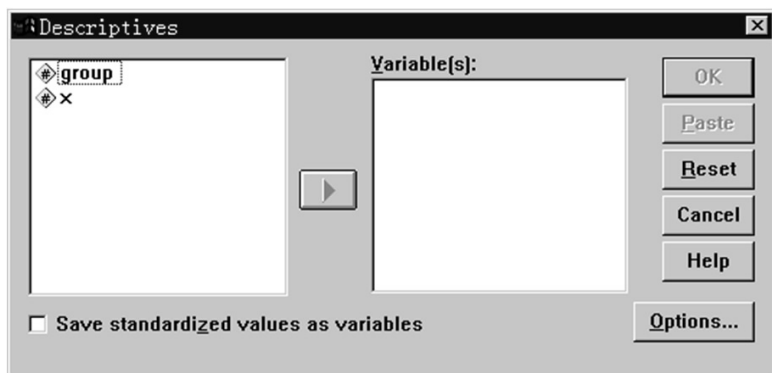 Descriptives
group
x
Variable(s):
OK
Paste
Reset
Cancel
Help
Save standardized values as variables
Options...